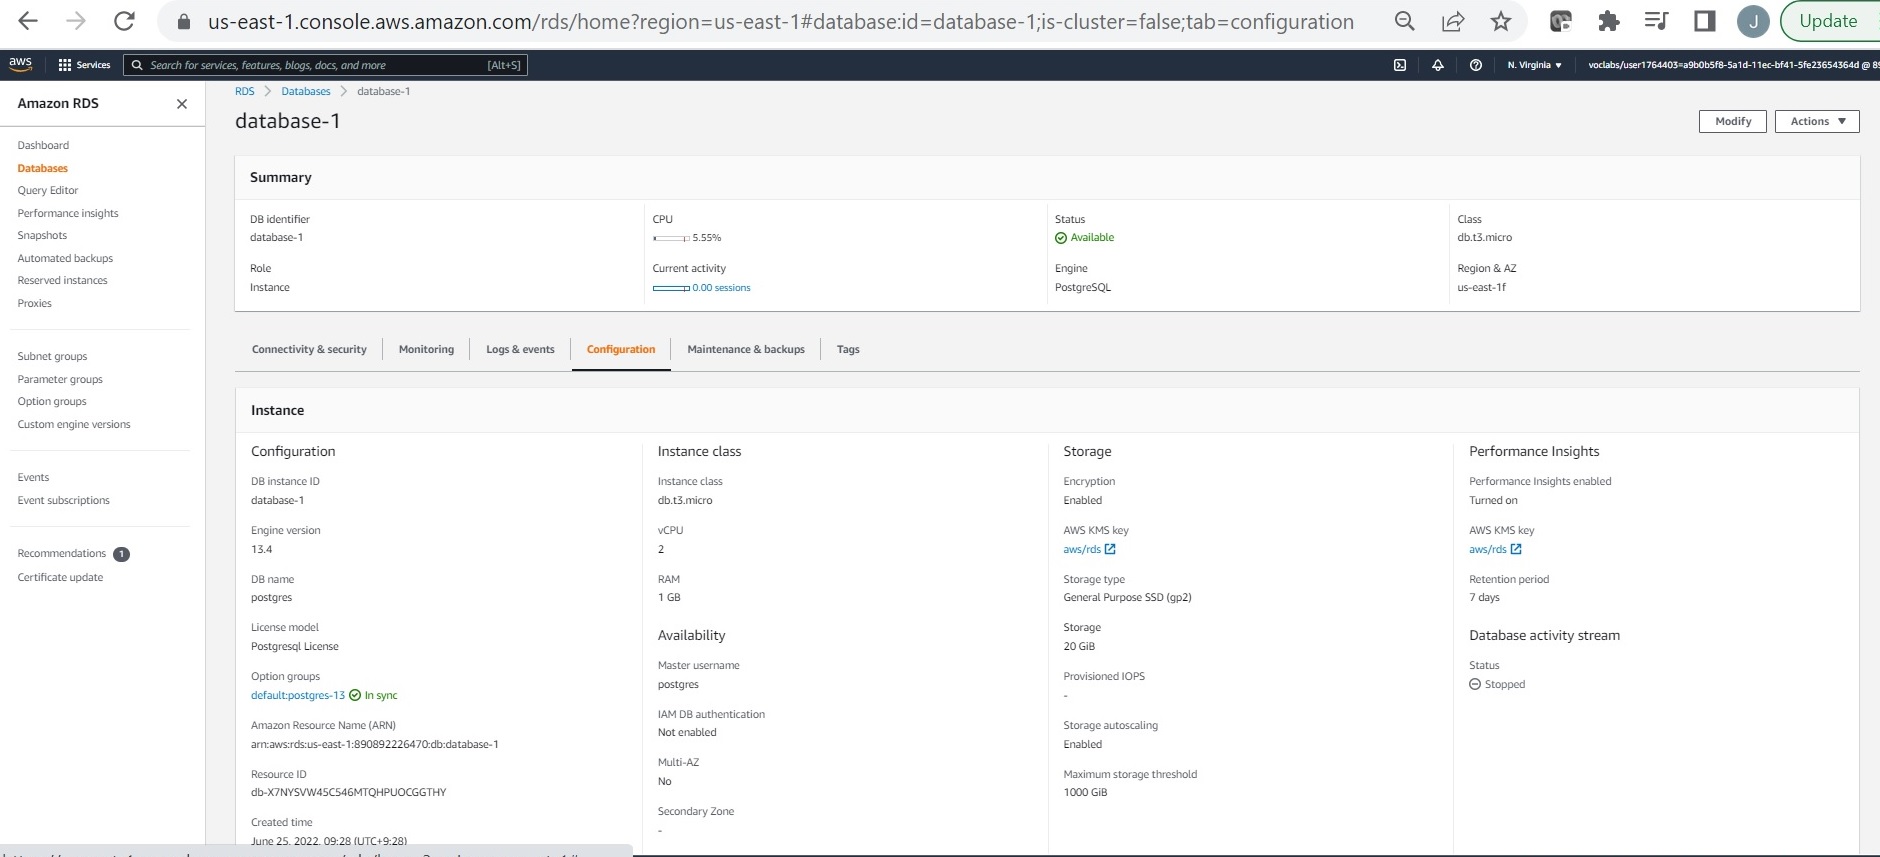 us-east-1.console.aws.amazon.com/rds/home?region=us-east-1#database:id=database-1;is-cluster=false;tab=configuration
J
Update
aws
Services
Search for services, features, blogs, docs, and more
[Alt+S]
N. Virginia
voclabs/user1764403=a9b0b5f8-5a1d-11ec-bf41-5fe23654364d @ 89
Amazon RDS
Dashboard
Databases
Query Editor
Performance insights
Snapshots
Automated backups
Reserved instances
Proxies
Subnet groups
Parameter groups
Option groups
Custom engine versions
Events
Event subscriptions
Recommendations 1
Certificate update
RDS > Databases > database-1
database-1
Modify
Actions
Summary
DB identifier
database-1
Role
Instance
CPU
5.55%
Current activity
0.00 sessions
Status
Available
Engine
PostgreSQL
Class
db.t3.micro
Region & AZ
us-east-1f
Connectivity & security
Monitoring
Logs & events
Configuration
Maintenance & backups
Tags
Instance
Configuration
DB instance ID
database-1
Engine version
13.4
DB name
postgres
License model
Postgresql License
Option groups
default:postgres-13 In sync
Amazon Resource Name (ARN)
arn:aws:rds:us-east-1:890892226470:db:database-1
Resource ID
db-X7NYSVW45C546MTQHPUOCGGTHY
Created time
June 25, 2022, 09:28 (UTC+9:28)
Instance class
Instance class
db.t3.micro
vCPU
2
RAM
1 GB
Availability
Master username
postgres
IAM DB authentication
Not enabled
Multi-AZ
No
Secondary Zone
-
Storage
Encryption
Enabled
AWS KMS key
aws/rds
Storage type
General Purpose SSD (gp2)
Storage
20 GiB
Provisioned IOPS
-
Storage autoscaling
Enabled
Maximum storage threshold
1000 GiB
Performance Insights
Performance Insights enabled
Turned on
AWS KMS key
aws/rds
Retention period
7 days
Database activity stream
Status
Stopped